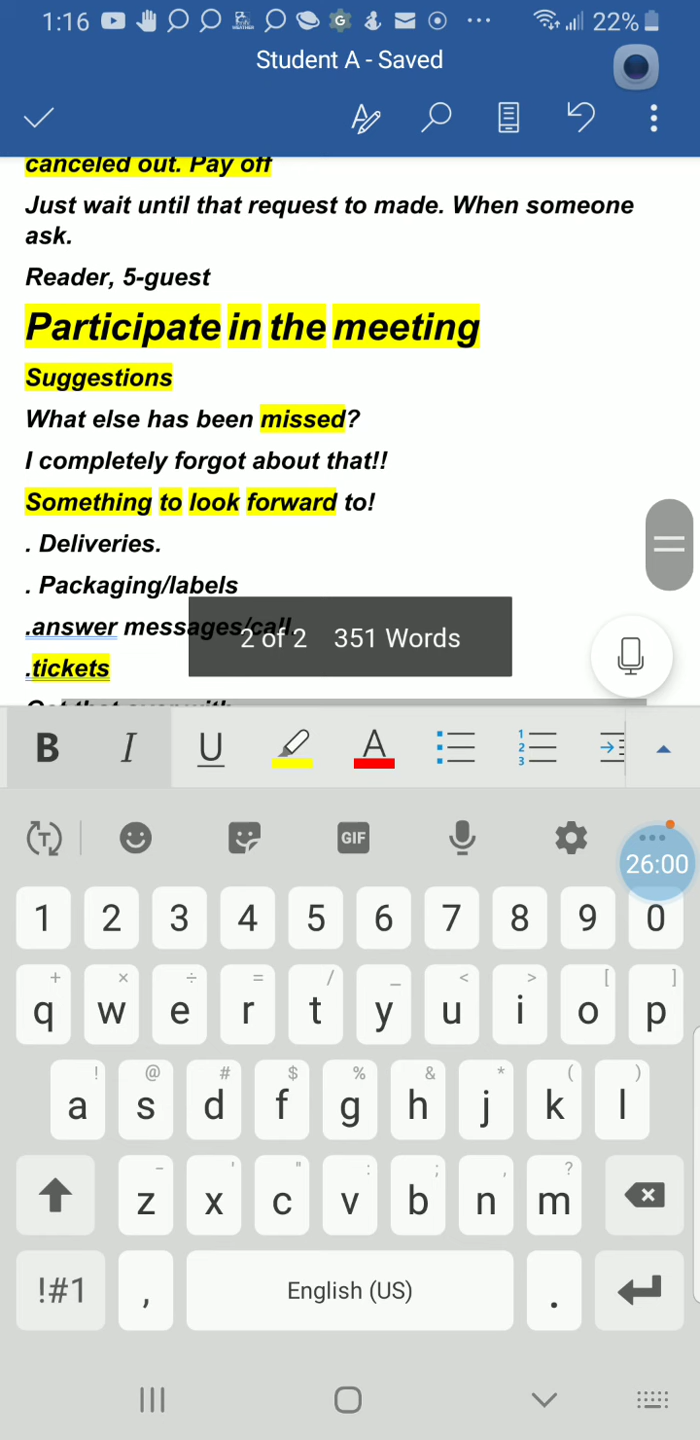 1:16 22%
Student A - Saved
canceled out. Pay off
Just wait until that request to made. When someone
ask.
Reader, 5-guest
Participate in the meeting
Suggestions
What else has been missed?
I completely forgot about that!!
Something to look forward to!
. Deliveries.
. Packaging/labels
.answer messages/call.
2 of 2 351 Words
.tickets
B I U A
GIF
26:00
1 2 3 4 5 6 7 8 9 0
+ × ÷ = / _ < > [ ]
q w e r t y u i o p
! @ # $ % & * ( )
a s d f g h j k l
- ' " : ; , ?
z x c v b n m
!#1 , English (US) .